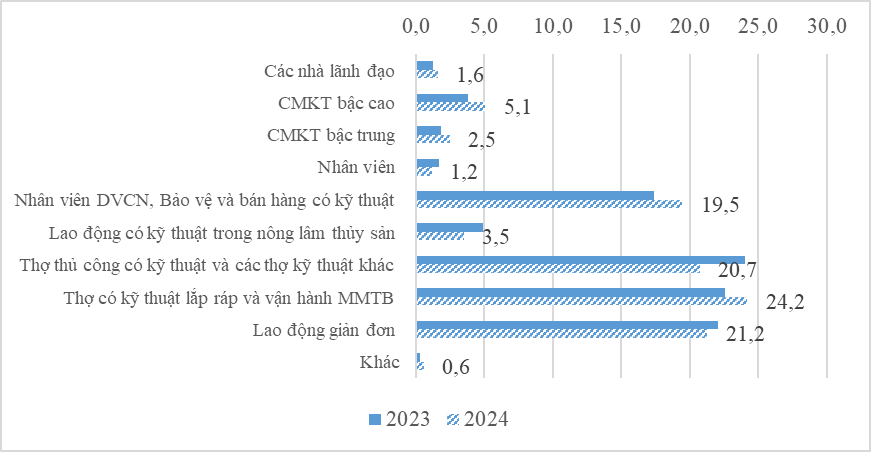 0,0 5,0 10,0 15,0 20,0 25,0 30,0
Các nhà lãnh đạo 1,6
CMKT bậc cao 5,1
CMKT bậc trung 2,5
Nhân viên 1,2
Nhân viên DVCN, Bảo vệ và bán hàng có kỹ thuật 19,5
Lao động có kỹ thuật trong nông lâm thủy sản 3,5
Thợ thủ công có kỹ thuật và các thợ kỹ thuật khác 20,7
Thợ có kỹ thuật lắp ráp và vận hành MMTB 24,2
Lao động giản đơn 21,2
Khác 0,6
2023 2024